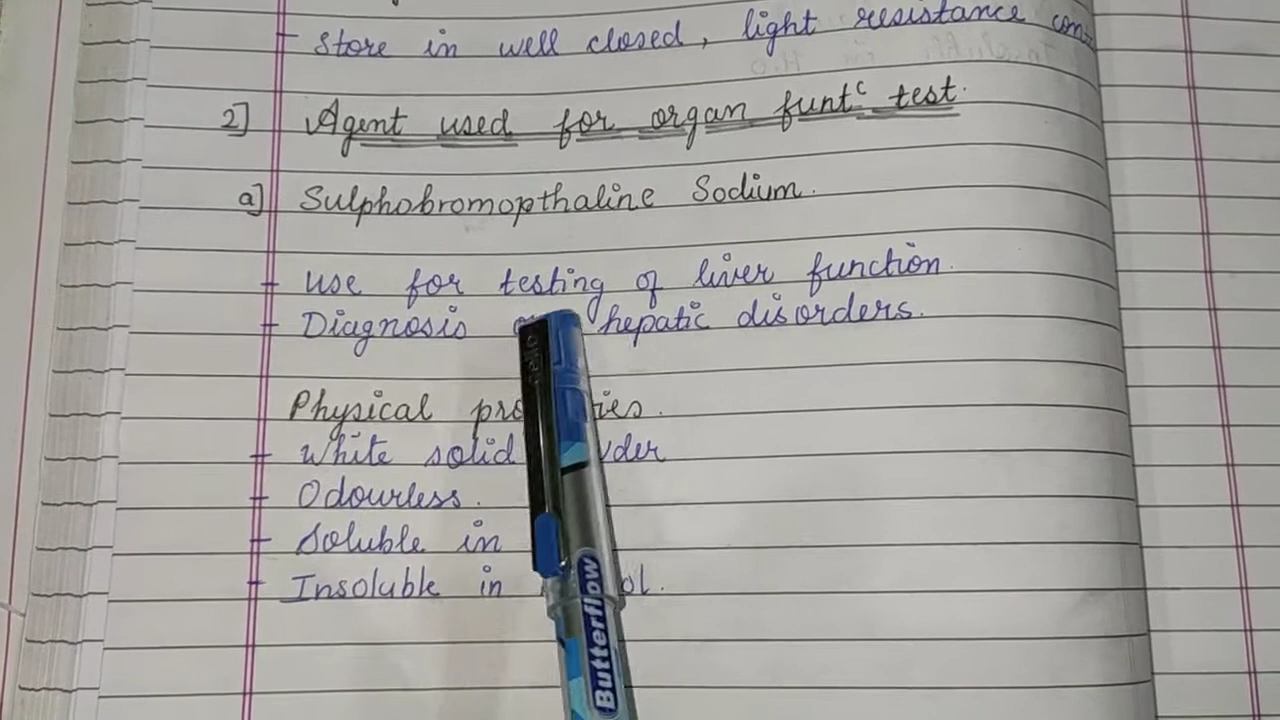 - Store in well closed, light resistance con
2] Agent used for organ funtᶜ test.
a] Sulphobromopthaline Sodium.
- Use for testing of liver function.
- Diagnosis hepatic disorders.
Physical
- White solid
- Odourless.
- Soluble in
- Insoluble in
cello
Butterflow